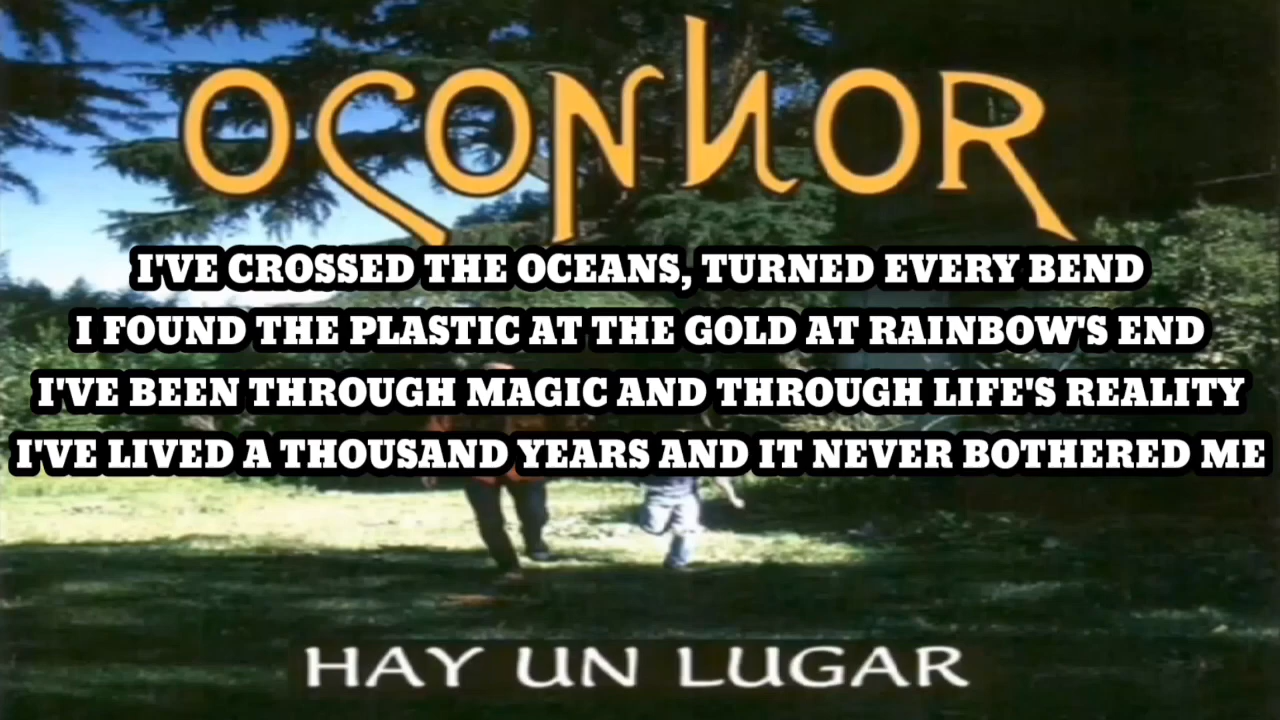 OCONNOR
I'VE CROSSED THE OCEANS, TURNED EVERY BEND
I FOUND THE PLASTIC AT THE GOLD AT RAINBOW'S END
I'VE BEEN THROUGH MAGIC AND THROUGH LIFE'S REALITY
I'VE LIVED A THOUSAND YEARS AND IT NEVER BOTHERED ME
HAY UN LUGAR